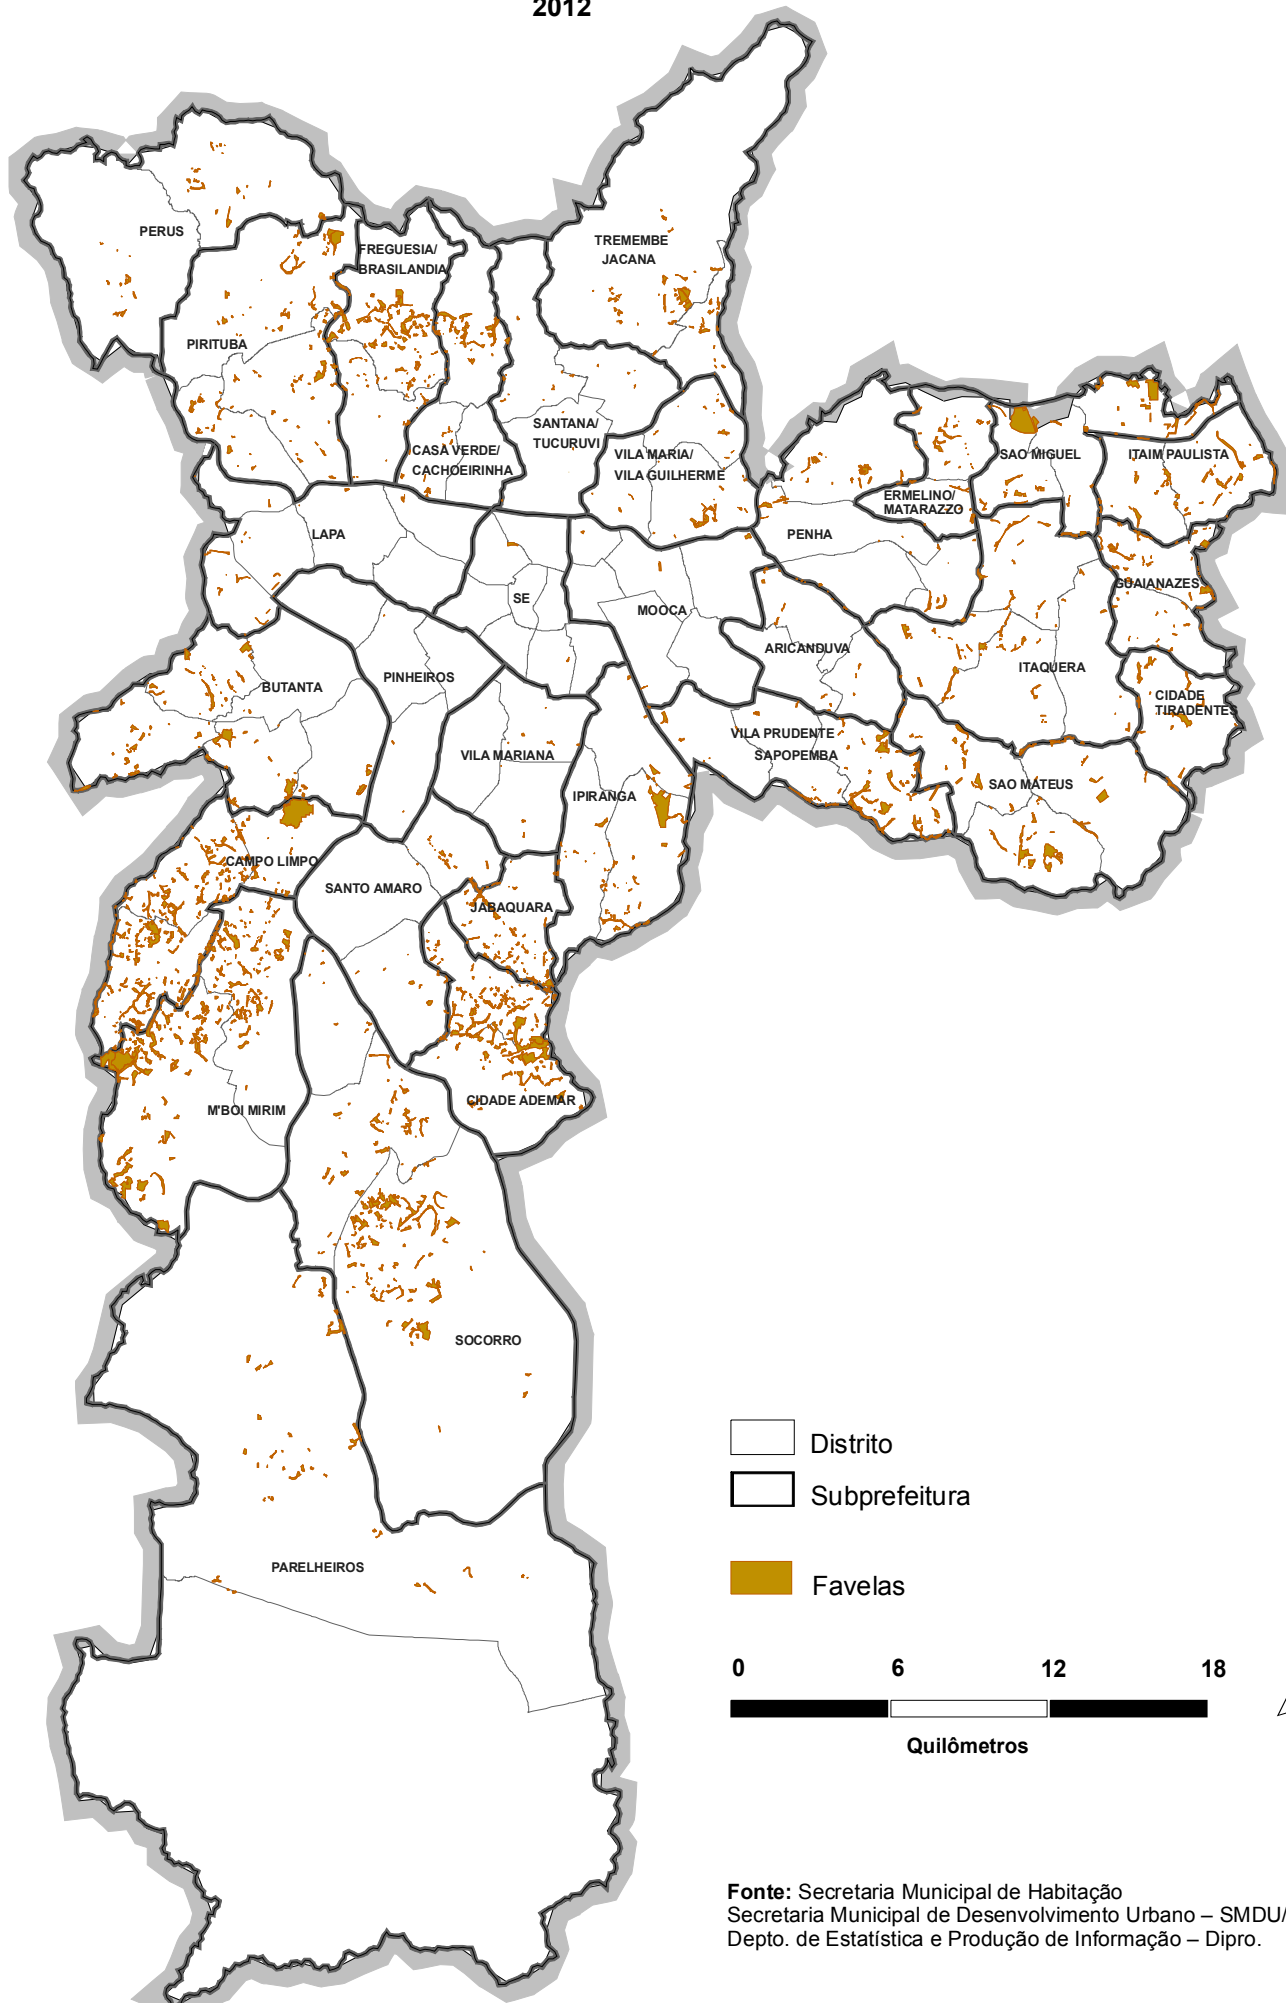 2012
PERUS
TREMEMBE
JACANA
FREGUESIA/
BRASILANDIA
PIRITUBA
SANTANA/
TUCURUVI
CASA VERDE/
CACHOEIRINHA
VILA MARIA/
VILA GUILHERME
SAO MIGUEL
ITAIM PAULISTA
ERMELINO/
MATARAZZO
LAPA
PENHA
SE
MOOCA
GUAIANAZES
ARICANDUVA
ITAQUERA
PINHEIROS
BUTANTA
CIDADE
TIRADENTES
VILA PRUDENTE
SAPOPEMBA
VILA MARIANA
IPIRANGA
SAO MATEUS
CAMPO LIMPO
SANTO AMARO
JABAQUARA
CIDADE ADEMAR
M'BOI MIRIM
SOCORRO
PARELHEIROS
Distrito
Subprefeitura
Favelas
0 6 12 18
Quilômetros
Fonte: Secretaria Municipal de Habitação
Secretaria Municipal de Desenvolvimento Urbano – SMDU/
Depto. de Estatística e Produção de Informação – Dipro.